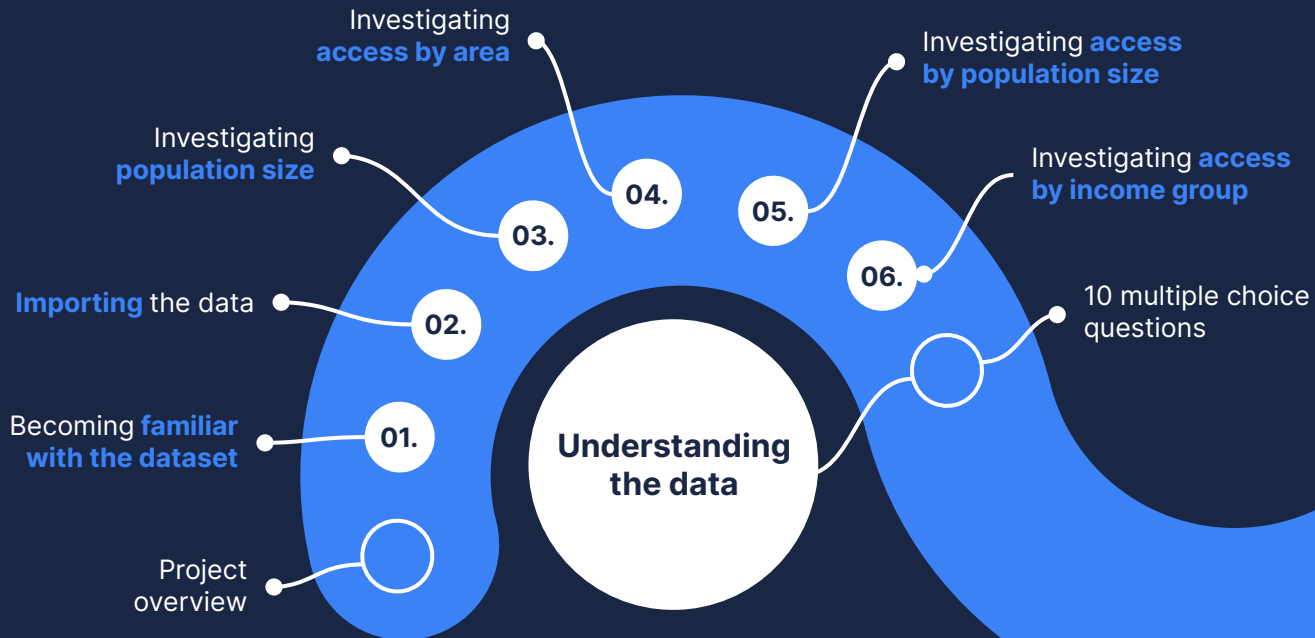 Project
overview
01.
Becoming familiar
with the dataset
02.
Importing the data
03.
Investigating
population size
04.
Investigating
access by area
05.
Investigating access
by population size
06.
Investigating access
by income group
10 multiple choice
questions
Understanding
the data